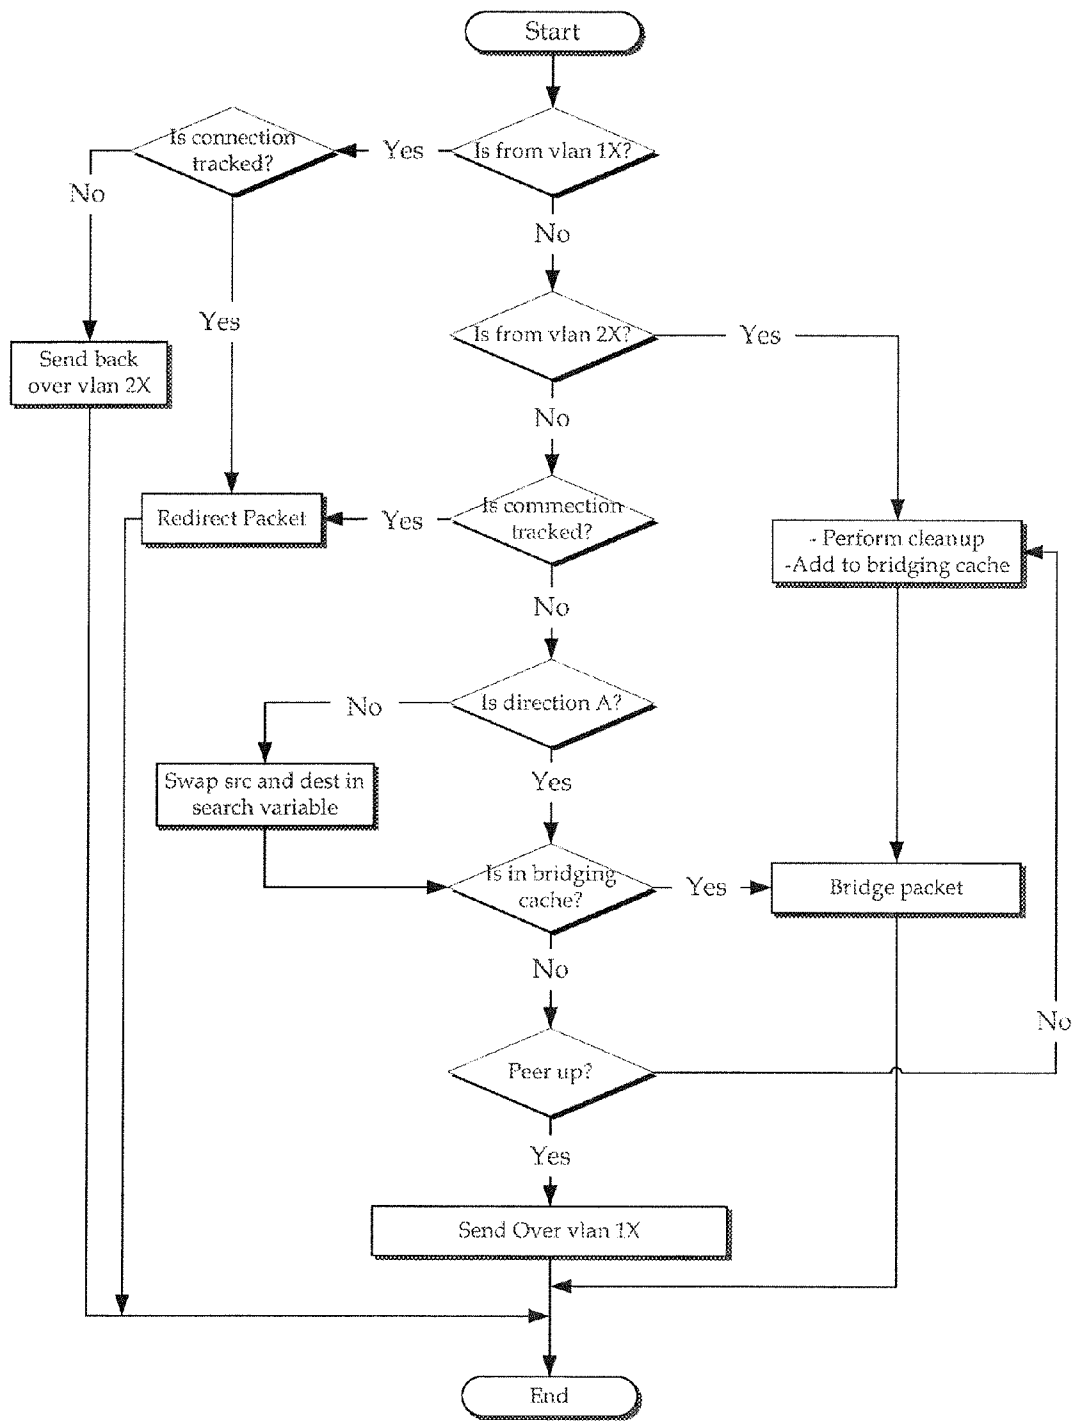 Start
Is connection
tracked?
Yes
Is from vlan 1X?
No
No
Yes
Is from vlan 2X?
Yes
Send back
over vlan 2X
No
Redirect Packet
Yes
Is commection
tracked?
- Perform cleanup
-Add to bridging cache
No
No
Is direction A?
Swap src and dest in
search variable
Yes
Is in bridging
cache?
Yes
Bridge packet
No
No
Peer up?
Yes
Send Over vlan 1X
End